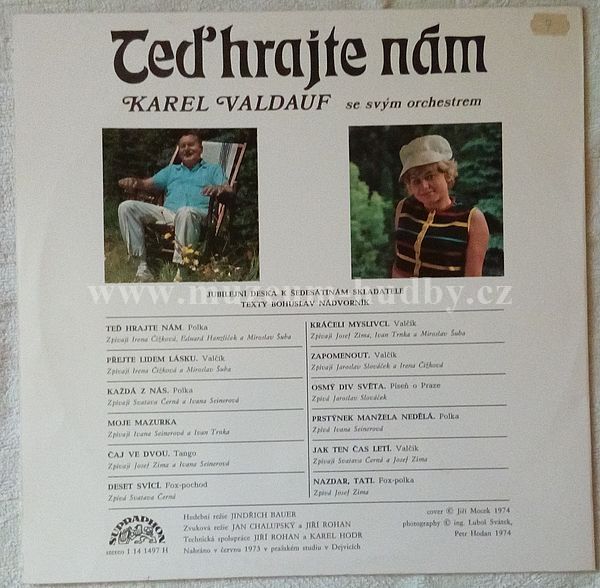 7
Teď hrajte nám
KAREL VALDAUF se svým orchestrem
JUBILEJNÍ DESKA K ŠEDESÁTINÁM SKLADATELE
TEXTY BOHUSLAV NÁDVORNÍK
TEĎ HRAJTE NÁM. Polka
Zpívají Irena Čížková, Eduard Hanzlíček a Miroslav Šuba
PŘEJTE LIDEM LÁSKU. Valčík
Zpívají Irena Čížková a Miroslav Šuba
KAŽDÁ Z NÁS. Polka
Zpívají Svatava Černá a Ivana Seinerová
MOJE MAZURKA
Zpívají Ivana Seinerová a Ivan Trnka
ČAJ VE DVOU. Tango
Zpívají Josef Zíma a Ivana Seinerová
DESET SVÍCÍ. Fox-pochod
Zpívá Svatava Černá
KRÁČELI MYSLIVCI. Valčík
Zpívají Josef Zíma, Ivan Trnka a Miroslav Šuba
ZAPOMENOUT. Valčík
Zpívají Jaroslav Slováček a Irena Čížková
OSMÝ DIV SVĚTA. Píseň o Praze
Zpívá Jaroslav Slováček
PRSTÝNEK MANŽELA NEDĚLÁ. Polka
Zpívá Ivana Seinerová
JAK TEN ČAS LETÍ. Valčík
Zpívají Svatava Černá a Josef Zíma
NAZDAR, TATI. Fox-polka
Zpívá Josef Zíma
SUPRAPHON
stereo 1 14 1497 H
Hudební režie JINDŘICH BAUER
Zvuková režie JAN CHALUPSKÝ a JIŘÍ ROHAN
Technická spolupráce JIŘÍ ROHAN a KAREL HODR
Nahráno v červnu 1973 v pražském studiu v Dejvicích
cover © Jiří Mocek 1974
photography © ing. Luboš Svátek,
Petr Hodan 1974